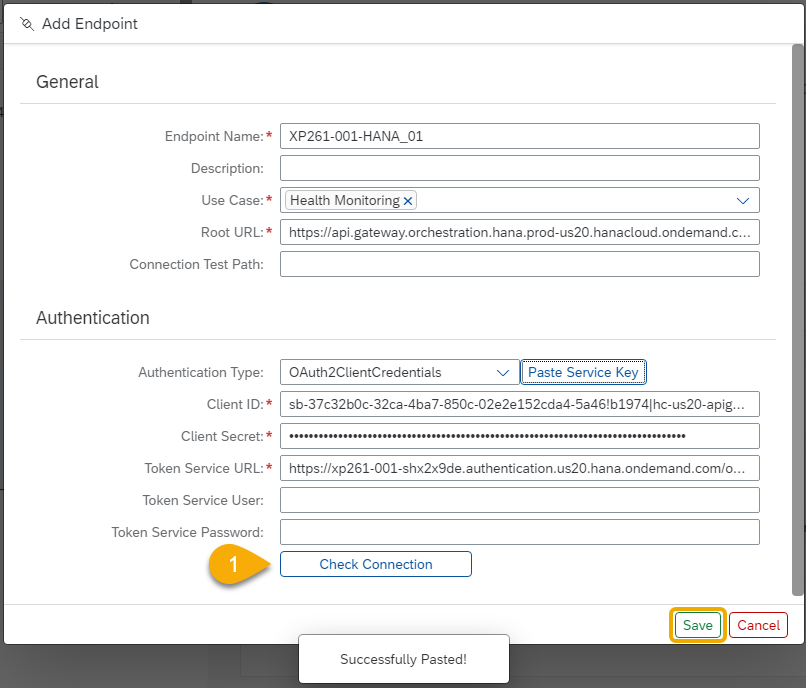 Add Endpoint
General
Endpoint Name:* XP261-001-HANA_01
Description:
Use Case:* Health Monitoring ×
Root URL:* https://api.gateway.orchestration.hana.prod-us20.hanacloud.ondemand.c...
Connection Test Path:
Authentication
Authentication Type: OAuth2ClientCredentials Paste Service Key
Client ID:* sb-37c32b0c-32ca-4ba7-850c-02e2e152cda4-5a46!b1974|hc-us20-apig...
Client Secret:*
Token Service URL:* https://xp261-001-shx2x9de.authentication.us20.hana.ondemand.com/o...
Token Service User:
Token Service Password:
1 Check Connection
Save Cancel
Successfully Pasted!